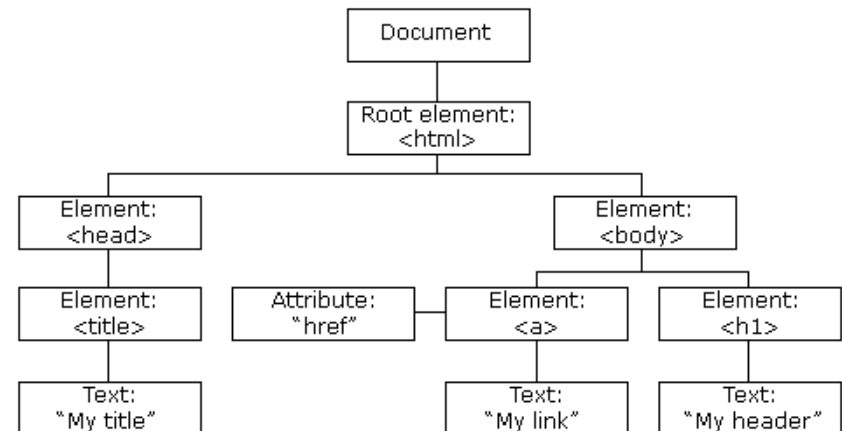 Document
Root element:
<html>
Element:
<head>
Element:
<body>
Element:
<title>
Attribute:
“href”
Element:
<a>
Element:
<h1>
Text:
“My title”
Text:
“My link”
Text:
“My header”